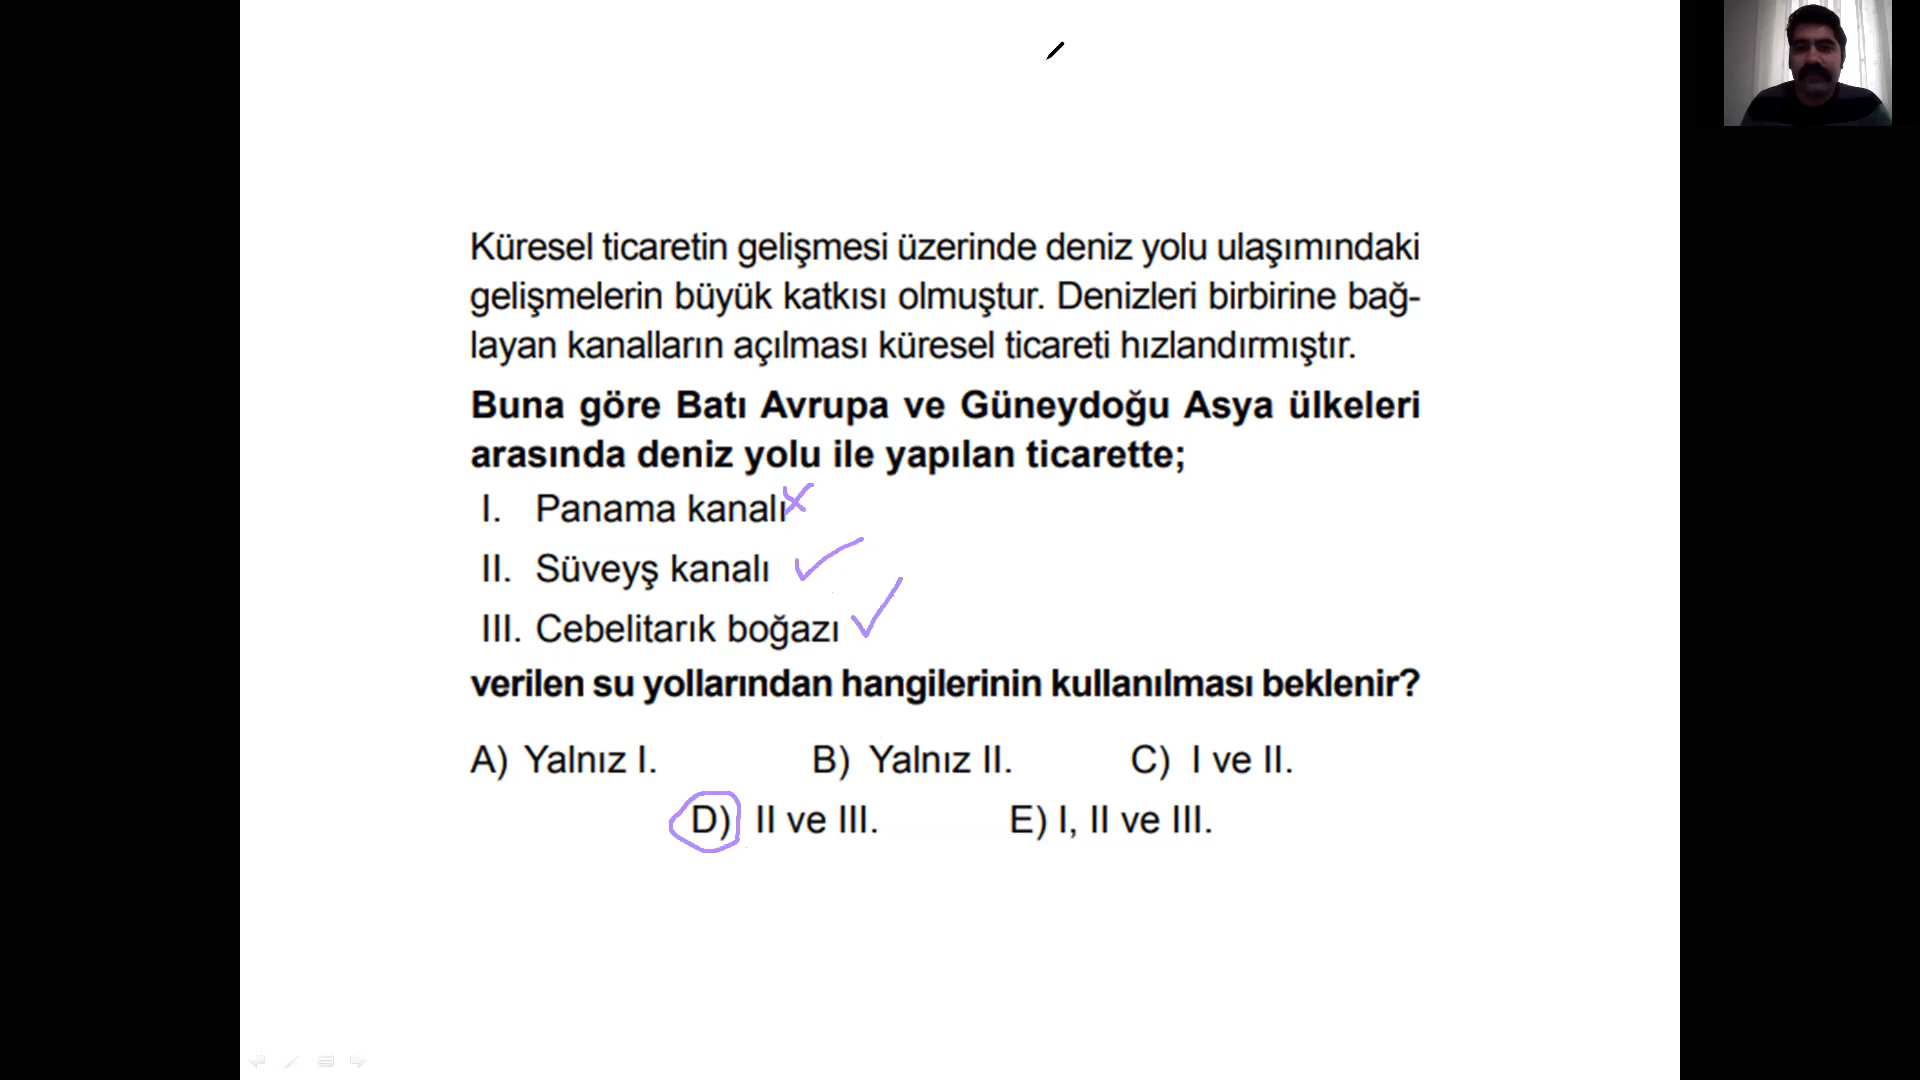 Küresel ticaretin gelişmesi üzerinde deniz yolu ulaşımındaki
gelişmelerin büyük katkısı olmuştur. Denizleri birbirine bağ-
layan kanalların açılması küresel ticareti hızlandırmıştır.
Buna göre Batı Avrupa ve Güneydoğu Asya ülkeleri
arasında deniz yolu ile yapılan ticarette;
I. Panama kanalı
II. Süveyş kanalı
III. Cebelitarık boğazı
verilen su yollarından hangilerinin kullanılması beklenir?
A) Yalnız I. B) Yalnız II. C) I ve II.
D) II ve III. E) I, II ve III.